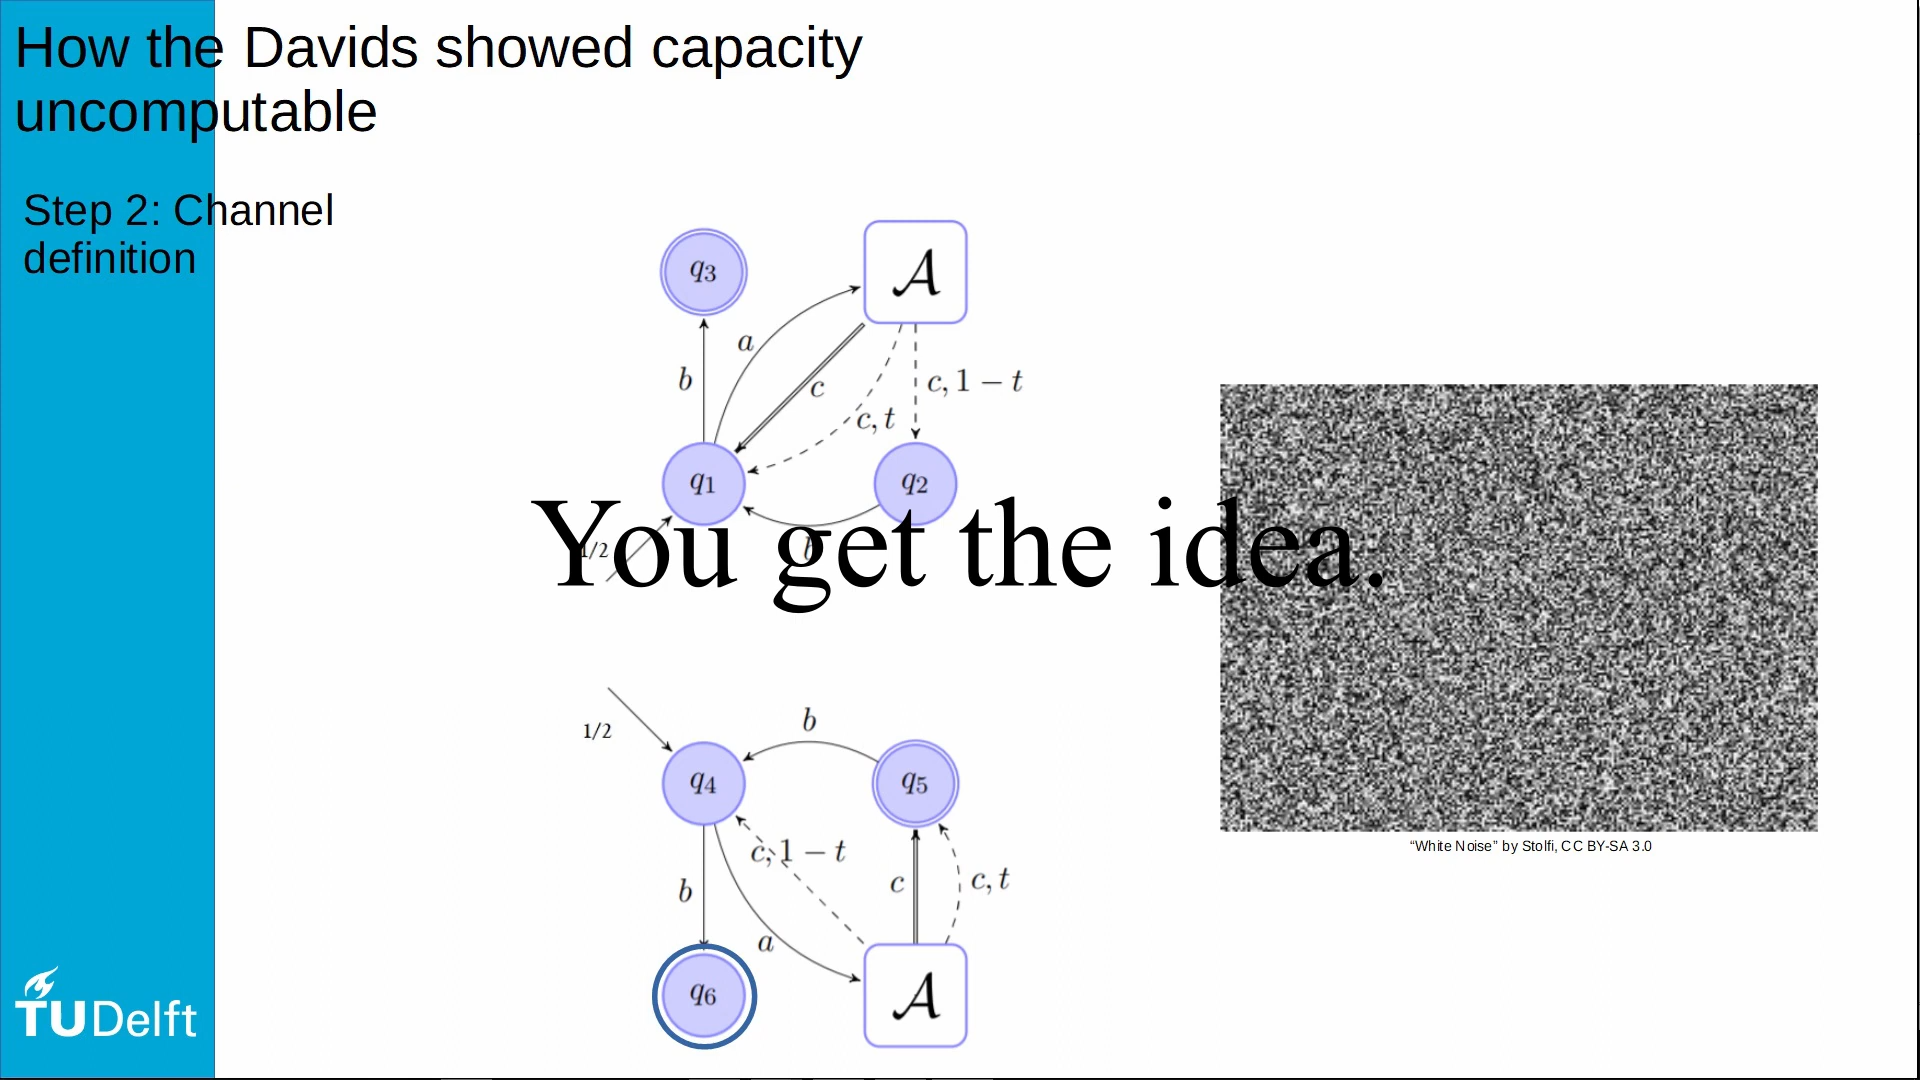 How the Davids showed capacity
uncomputable
Step 2: Channel
definition
q3
A
a
b
c
c, 1 − t
c, t
q1
q2
1/2
b
You get the idea.
1/2
b
q4
q5
c, 1 − t
b
c
c, t
a
q6
A
“White Noise” by Stolfi, CC BY-SA 3.0
TUDelft